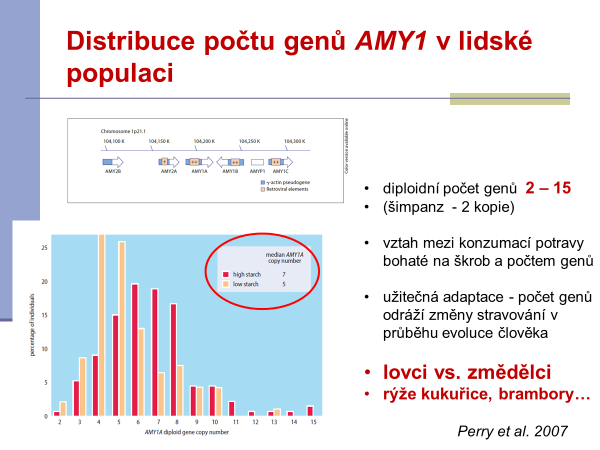 Distribuce počtu genů AMY1 v lidské
populaci
Chromosome 1p21.1
104,100 K 104,150 K 104,200 K 104,250 K 104,300 K
AMY2B AMY2A AMY1A AMY1B AMYP1 AMY1C
γ-actin pseudogene
Retroviral elements
Color version available online
• diploidní počet genů 2 – 15
• (šimpanz - 2 kopie)
• vztah mezi konzumací potravy
bohaté na škrob a počtem genů
• užitečná adaptace - počet genů
odráží změny stravování v
průběhu evoluce člověka
• lovci vs. změdělci
• rýže kukuřice, brambory…
Perry et al. 2007
median AMY1A
copy number
high starch 7
low starch 5
percentage of individuals
25
20
15
10
5
0
2 3 4 5 6 7 8 9 10 11 12 13 14 15
AMY1A diploid gene copy number